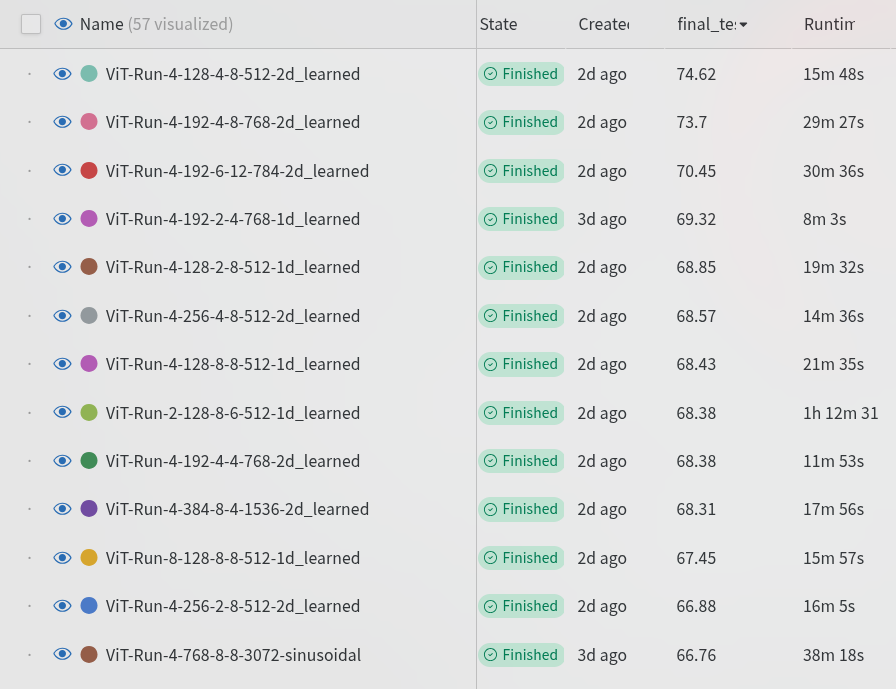 Name (57 visualized) State Created final_te Runtim
ViT-Run-4-128-4-8-512-2d_learned Finished 2d ago 74.62 15m 48s
ViT-Run-4-192-4-8-768-2d_learned Finished 2d ago 73.7 29m 27s
ViT-Run-4-192-6-12-784-2d_learned Finished 2d ago 70.45 30m 36s
ViT-Run-4-192-2-4-768-1d_learned Finished 3d ago 69.32 8m 3s
ViT-Run-4-128-2-8-512-1d_learned Finished 2d ago 68.85 19m 32s
ViT-Run-4-256-4-8-512-2d_learned Finished 2d ago 68.57 14m 36s
ViT-Run-4-128-8-8-512-1d_learned Finished 2d ago 68.43 21m 35s
ViT-Run-2-128-8-6-512-1d_learned Finished 2d ago 68.38 1h 12m 31
ViT-Run-4-192-4-4-768-2d_learned Finished 2d ago 68.38 11m 53s
ViT-Run-4-384-8-4-1536-2d_learned Finished 2d ago 68.31 17m 56s
ViT-Run-8-128-8-8-512-1d_learned Finished 2d ago 67.45 15m 57s
ViT-Run-4-256-2-8-512-2d_learned Finished 2d ago 66.88 16m 5s
ViT-Run-4-768-8-8-3072-sinusoidal Finished 3d ago 66.76 38m 18s